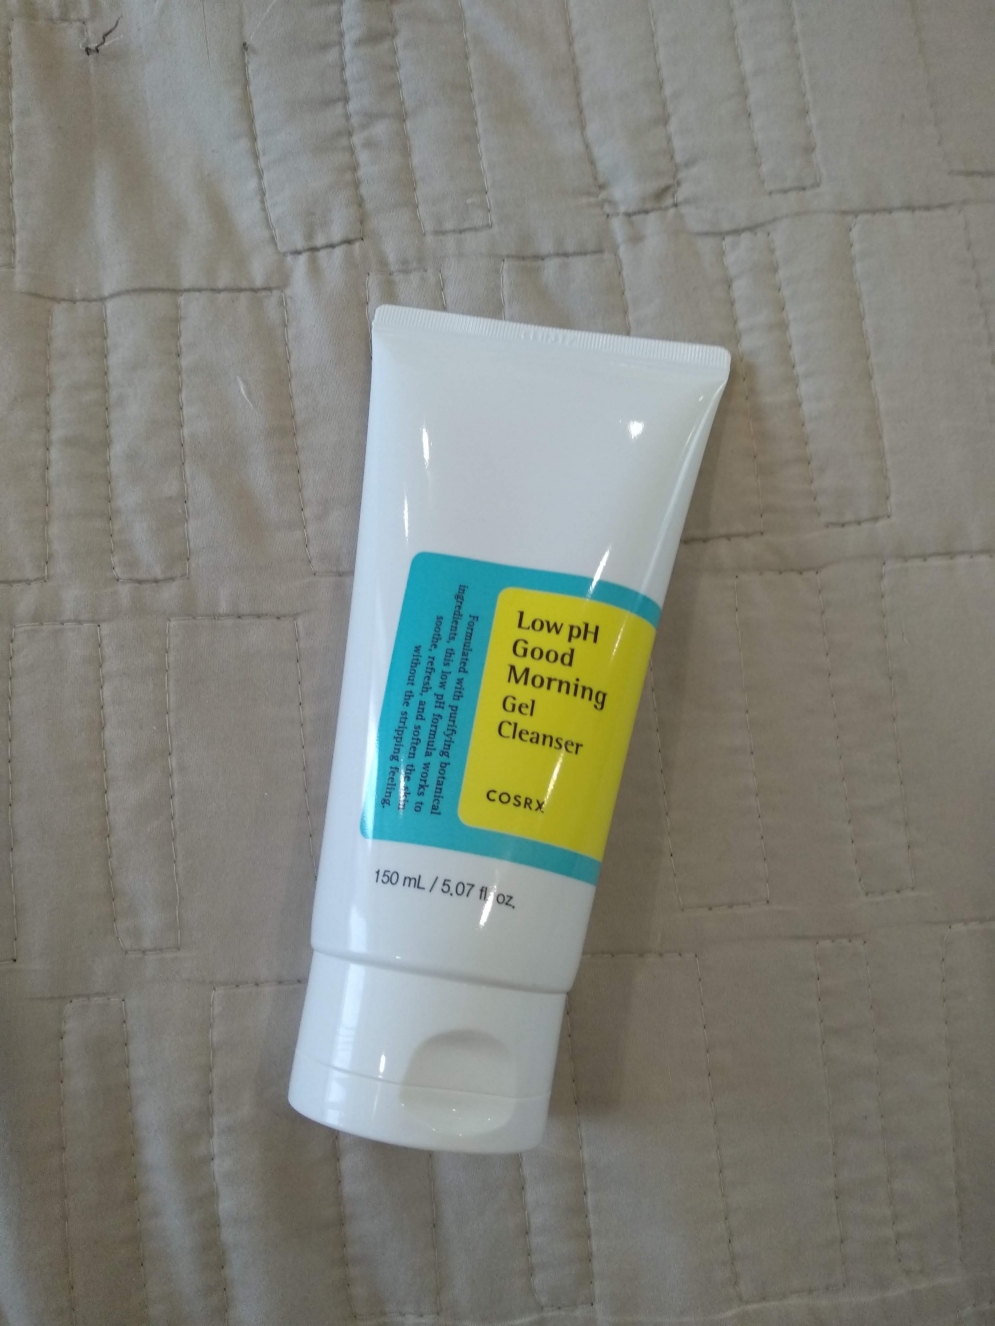 Low pH
Good
Morning
Gel
Cleanser
COSRX
Formulated with purifying botanical
ingredients, this low pH formula works to
soothe, refresh, and soften the skin
without the stripping feeling.
150 mL / 5.07 fl. oz.